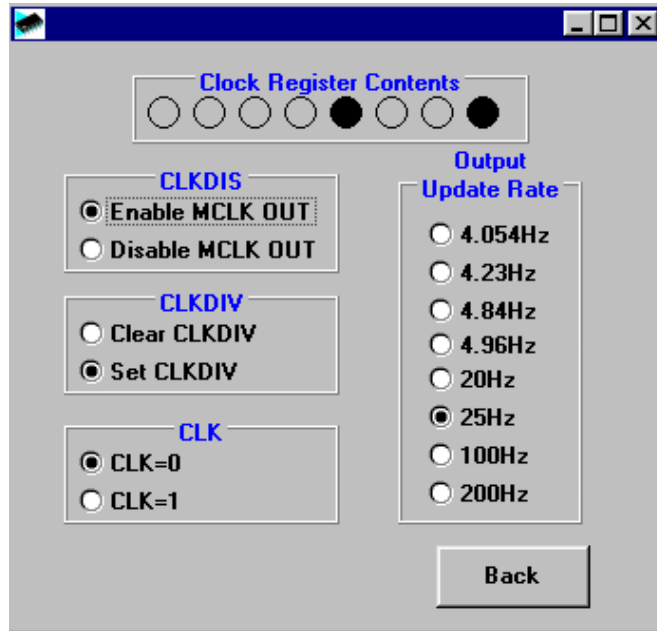 Clock Register Contents
CLKDIS
Enable MCLK OUT
Disable MCLK OUT
CLKDIV
Clear CLKDIV
Set CLKDIV
CLK
CLK=0
CLK=1
Output
Update Rate
4.054Hz
4.23Hz
4.84Hz
4.96Hz
20Hz
25Hz
100Hz
200Hz
Back